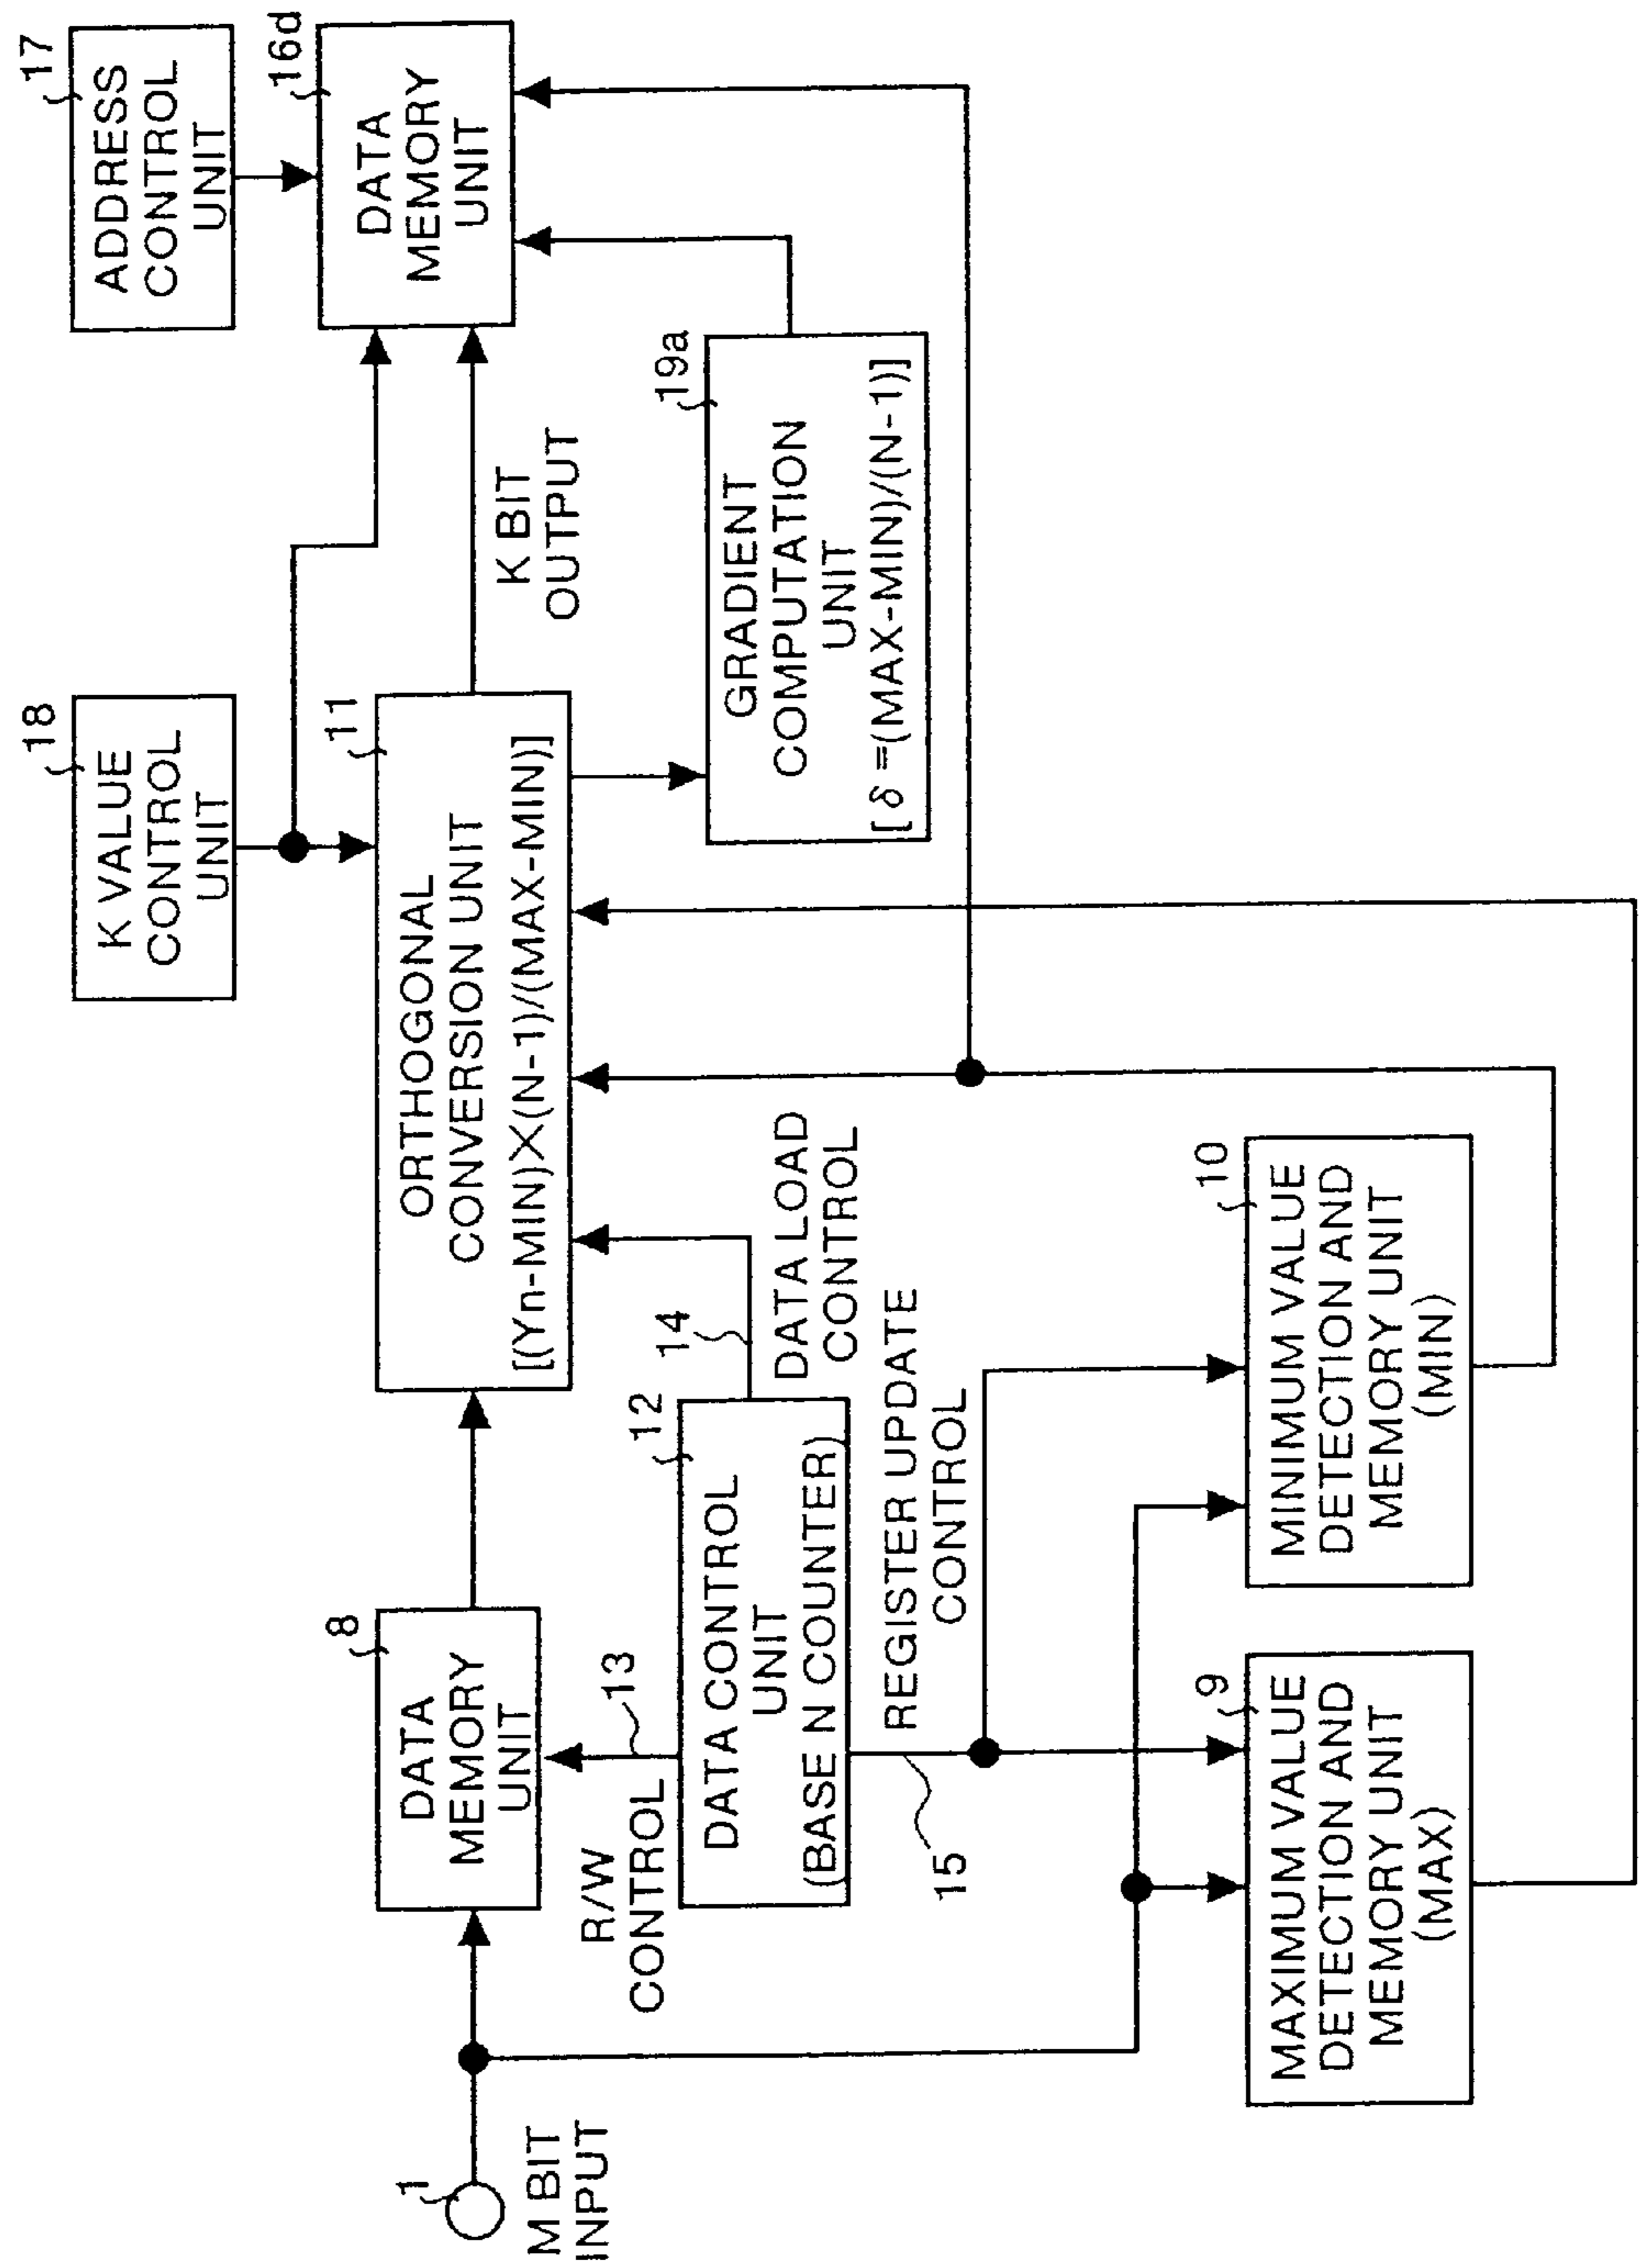 17
ADDRESS
CONTROL
UNIT
16d
DATA
MEMORY
UNIT
18
K VALUE
CONTROL
UNIT
11
ORTHOGONAL
CONVERSION UNIT
[(Yn-MIN)×(N-1)/(MAX-MIN)]
K BIT
OUTPUT
19a
GRADIENT
COMPUTATION
UNIT
[ δ =(MAX-MIN)/(N-1)]
8
DATA
MEMORY
UNIT
1
M BIT
INPUT
R/W
CONTROL
13
12
DATA CONTROL
UNIT
(BASE N COUNTER)
14
DATA LOAD
CONTROL
15
REGISTER UPDATE
CONTROL
9
MAXIMUM VALUE
DETECTION AND
MEMORY UNIT
(MAX)
10
MINIMUM VALUE
DETECTION AND
MEMORY UNIT
(MIN)